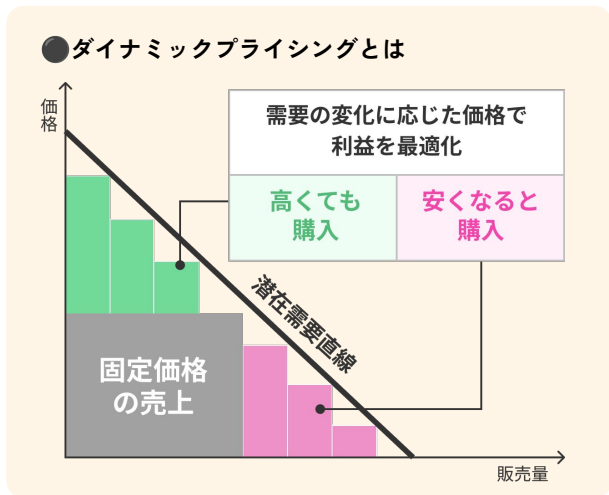 ダイナミックプライシングとは
価格
需要の変化に応じた価格で
利益を最適化
高くても
購入
安くなると
購入
潜在需要直線
固定価格
の売上
販売量